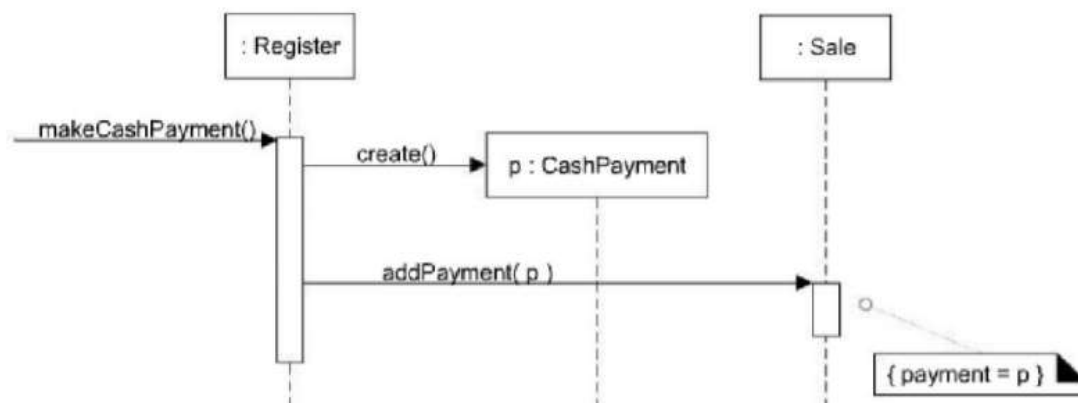 : Register
: Sale
makeCashPayment()
create()
p : CashPayment
addPayment( p )
{ payment = p }